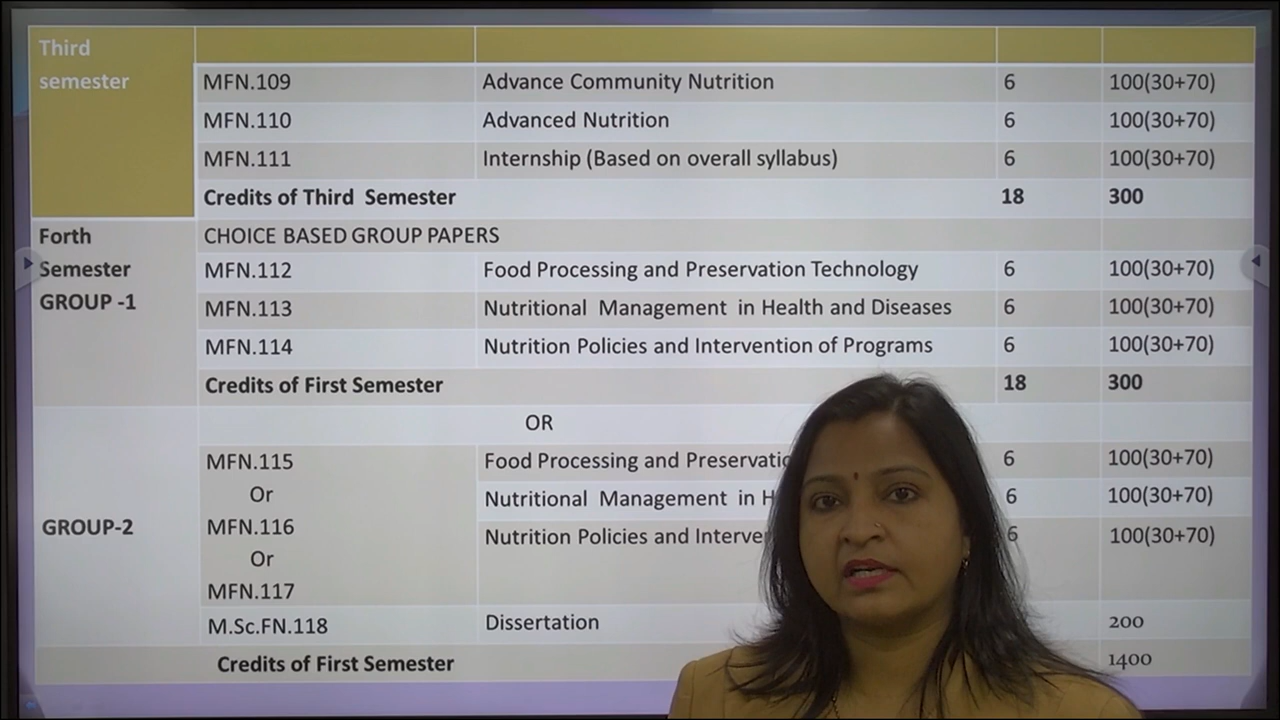 Third
semester
MFN.109 Advance Community Nutrition 6 100(30+70)
MFN.110 Advanced Nutrition 6 100(30+70)
MFN.111 Internship (Based on overall syllabus) 6 100(30+70)
Credits of Third Semester 18 300
Forth
Semester
GROUP -1
CHOICE BASED GROUP PAPERS
MFN.112 Food Processing and Preservation Technology 6 100(30+70)
MFN.113 Nutritional Management in Health and Diseases 6 100(30+70)
MFN.114 Nutrition Policies and Intervention of Programs 6 100(30+70)
Credits of First Semester 18 300
OR
GROUP-2
MFN.115
Or
MFN.116
Or
MFN.117
Food Processing and 6 100(30+70)
Nutritional Management in 6 100(30+70)
Nutrition Policies and 6 100(30+70)
M.Sc.FN.118 Dissertation 200
Credits of First Semester 1400